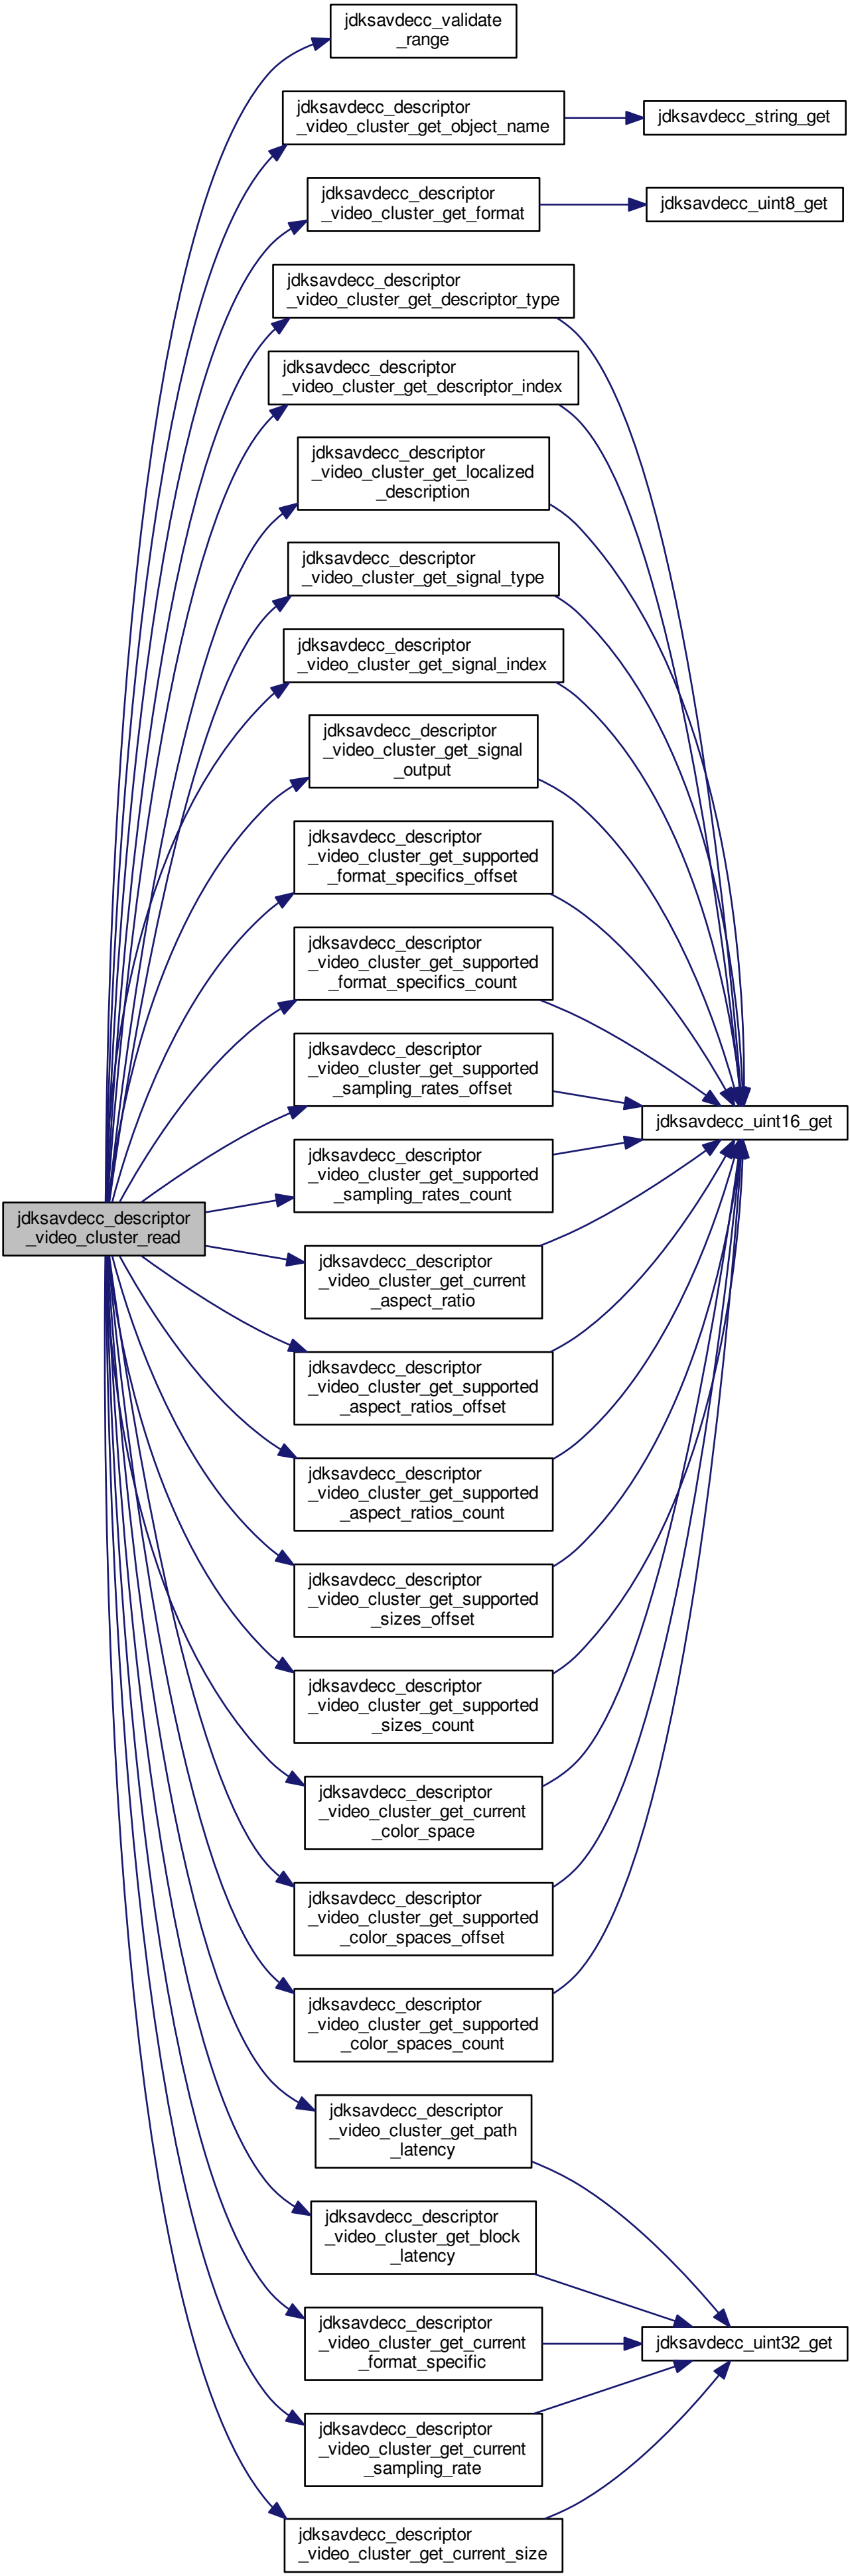 jdksavdecc_validate
_range
jdksavdecc_descriptor
_video_cluster_get_object_name
jdksavdecc_string_get
jdksavdecc_descriptor
_video_cluster_get_format
jdksavdecc_uint8_get
jdksavdecc_descriptor
_video_cluster_get_descriptor_type
jdksavdecc_descriptor
_video_cluster_get_descriptor_index
jdksavdecc_descriptor
_video_cluster_get_localized
_description
jdksavdecc_descriptor
_video_cluster_get_signal_type
jdksavdecc_descriptor
_video_cluster_get_signal_index
jdksavdecc_descriptor
_video_cluster_get_signal
_output
jdksavdecc_descriptor
_video_cluster_get_supported
_format_specifics_offset
jdksavdecc_descriptor
_video_cluster_get_supported
_format_specifics_count
jdksavdecc_descriptor
_video_cluster_get_supported
_sampling_rates_offset
jdksavdecc_uint16_get
jdksavdecc_descriptor
_video_cluster_get_supported
_sampling_rates_count
jdksavdecc_descriptor
_video_cluster_read
jdksavdecc_descriptor
_video_cluster_get_current
_aspect_ratio
jdksavdecc_descriptor
_video_cluster_get_supported
_aspect_ratios_offset
jdksavdecc_descriptor
_video_cluster_get_supported
_aspect_ratios_count
jdksavdecc_descriptor
_video_cluster_get_supported
_sizes_offset
jdksavdecc_descriptor
_video_cluster_get_supported
_sizes_count
jdksavdecc_descriptor
_video_cluster_get_current
_color_space
jdksavdecc_descriptor
_video_cluster_get_supported
_color_spaces_offset
jdksavdecc_descriptor
_video_cluster_get_supported
_color_spaces_count
jdksavdecc_descriptor
_video_cluster_get_path
_latency
jdksavdecc_descriptor
_video_cluster_get_block
_latency
jdksavdecc_descriptor
_video_cluster_get_current
_format_specific
jdksavdecc_uint32_get
jdksavdecc_descriptor
_video_cluster_get_current
_sampling_rate
jdksavdecc_descriptor
_video_cluster_get_current_size